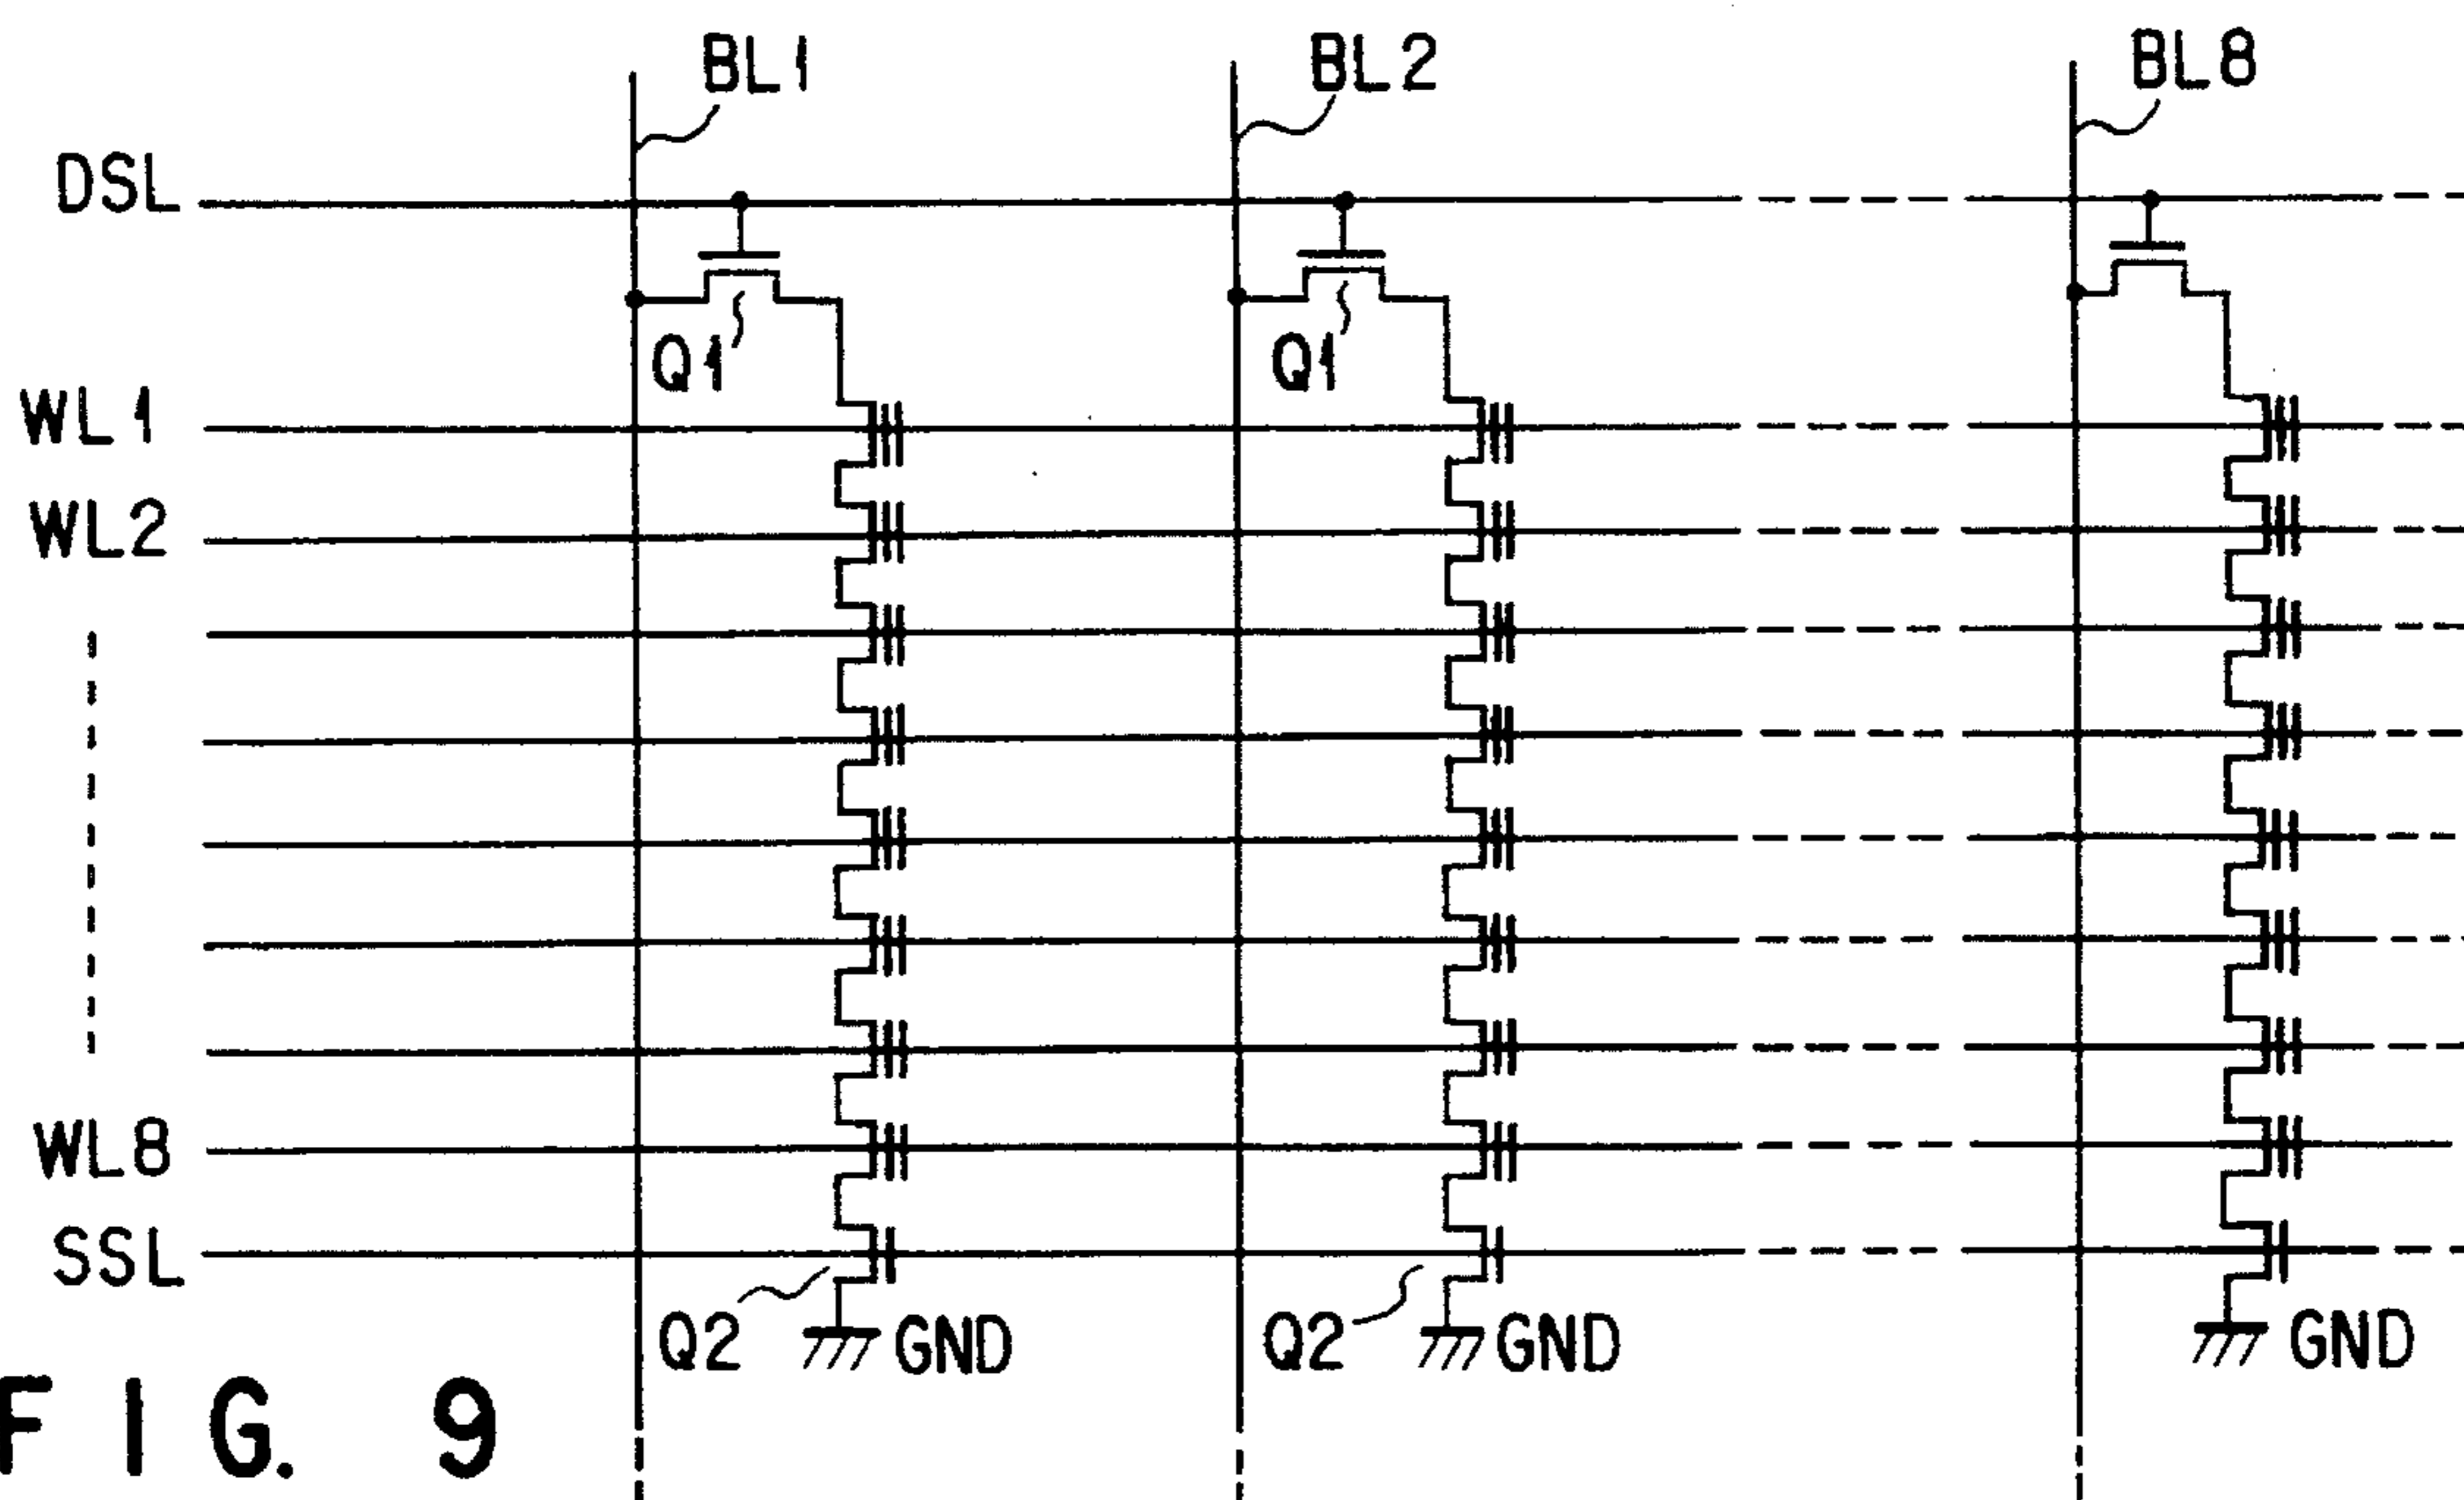 BL1 BL2 BL8
DSL
Q1 Q1
WL1
WL2
WL8
SSL
Q2 GND Q2 GND GND
FIG. 9